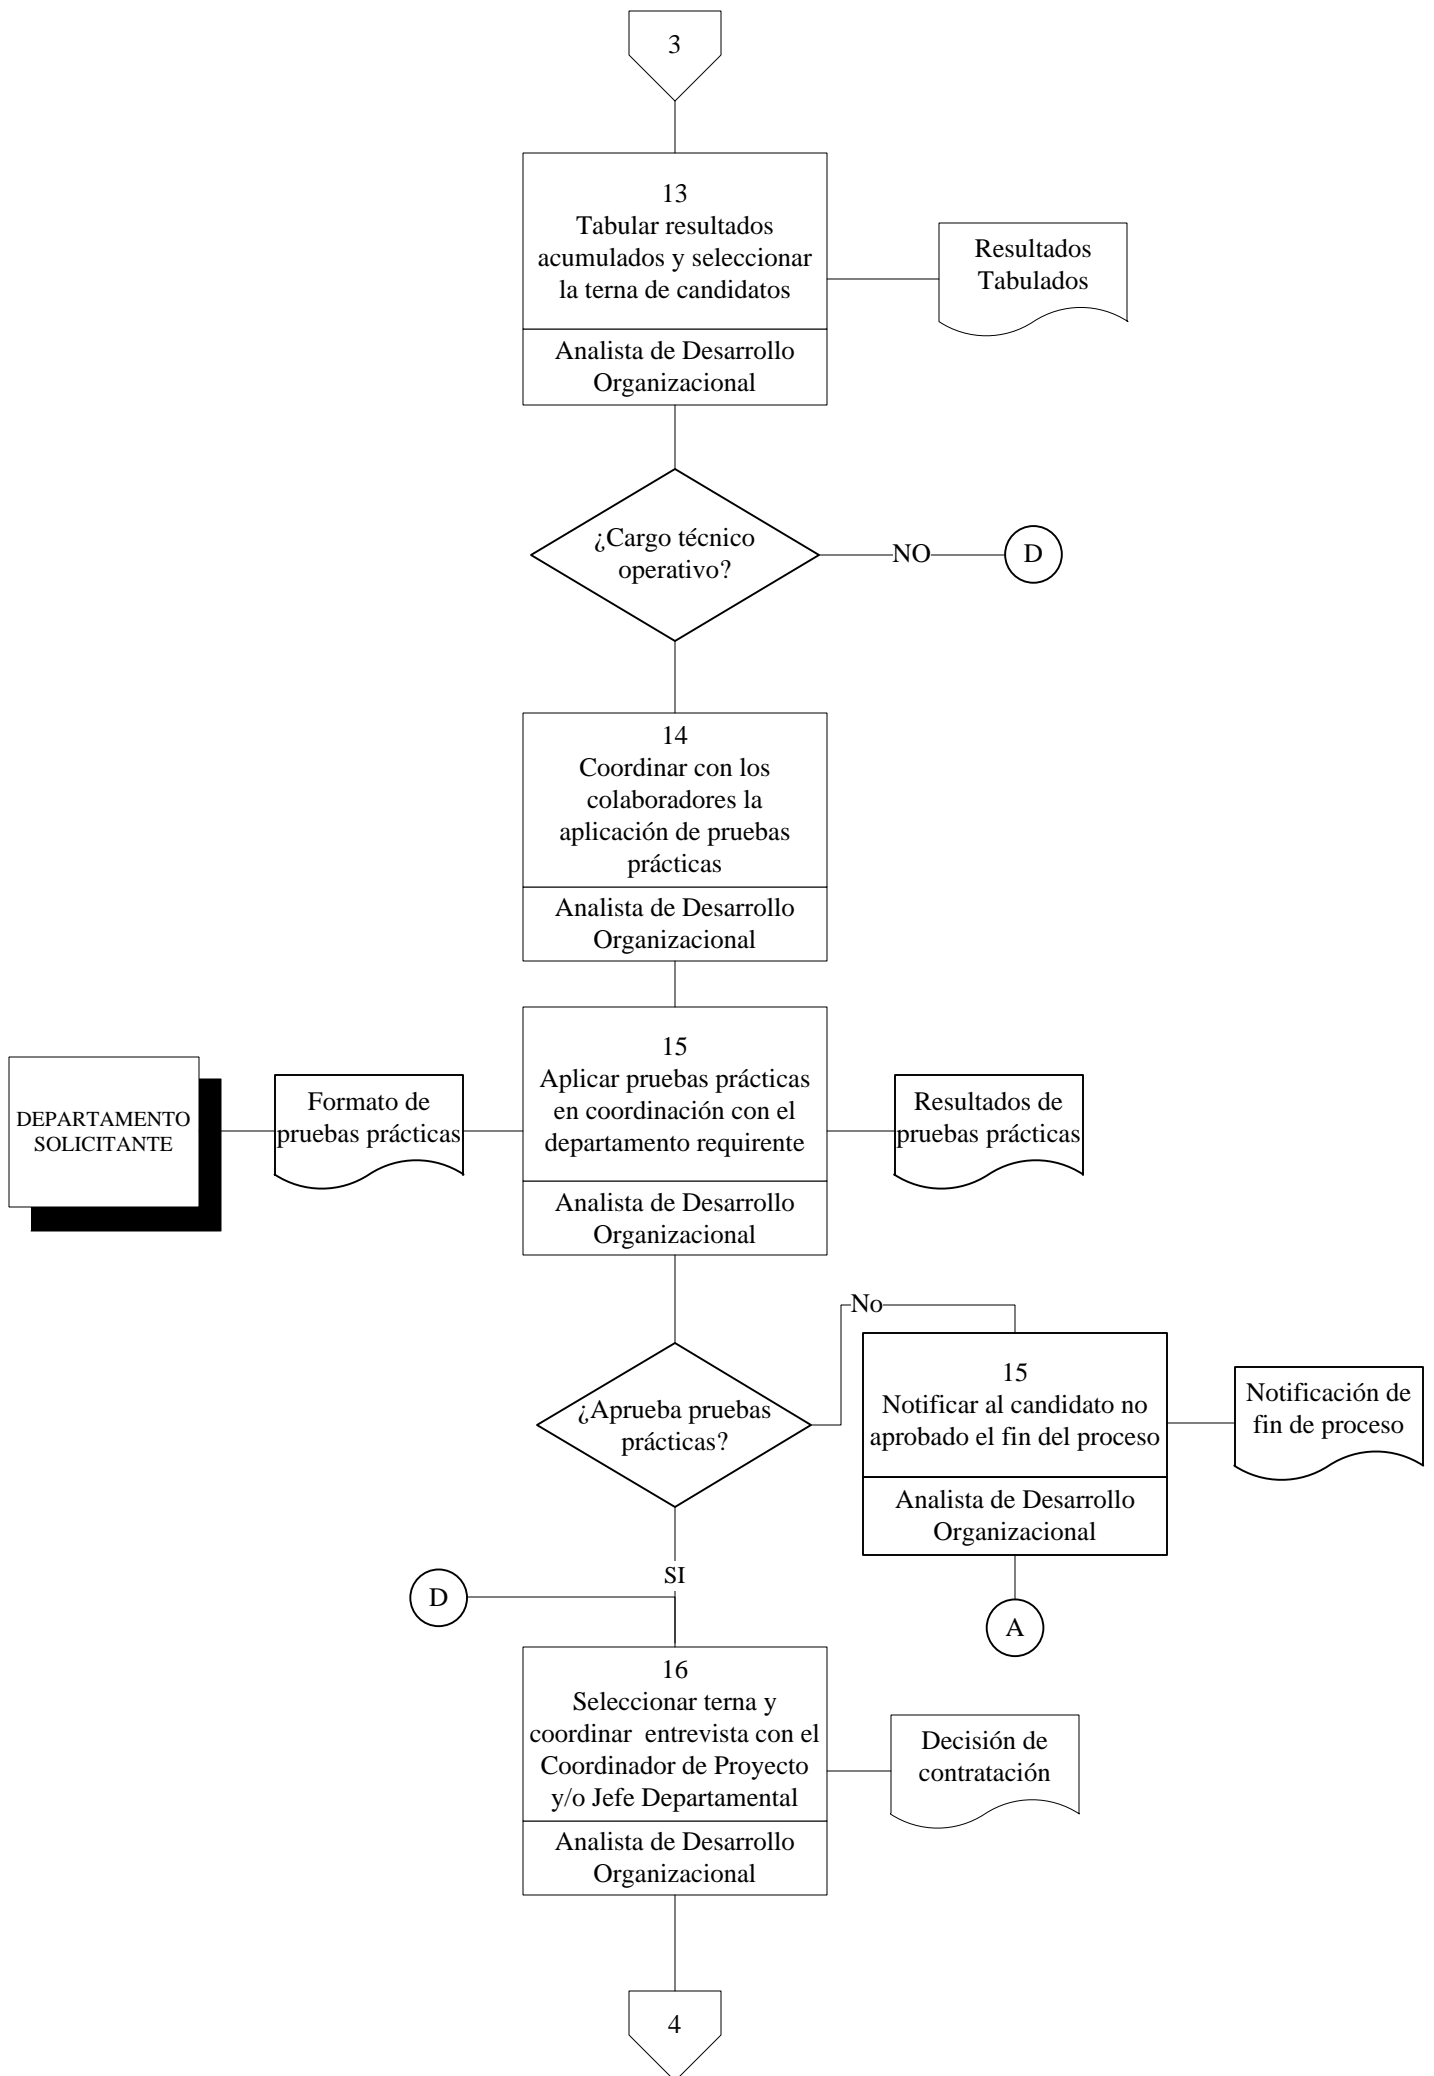 3
13
Tabular resultados
acumulados y seleccionar
la terna de candidatos
Analista de Desarrollo
Organizacional
Resultados
Tabulados
¿Cargo técnico
operativo?
NO
D
14
Coordinar con los
colaboradores la
aplicación de pruebas
prácticas
Analista de Desarrollo
Organizacional
DEPARTAMENTO
SOLICITANTE
Formato de
pruebas prácticas
15
Aplicar pruebas prácticas
en coordinación con el
departamento requirente
Analista de Desarrollo
Organizacional
Resultados de
pruebas prácticas
¿Aprueba pruebas
prácticas?
No
15
Notificar al candidato no
aprobado el fin del proceso
Analista de Desarrollo
Organizacional
Notificación de
fin de proceso
SI
D
A
16
Seleccionar terna y
coordinar  entrevista con el
Coordinador de Proyecto
y/o Jefe Departamental
Analista de Desarrollo
Organizacional
Decisión de
contratación
4